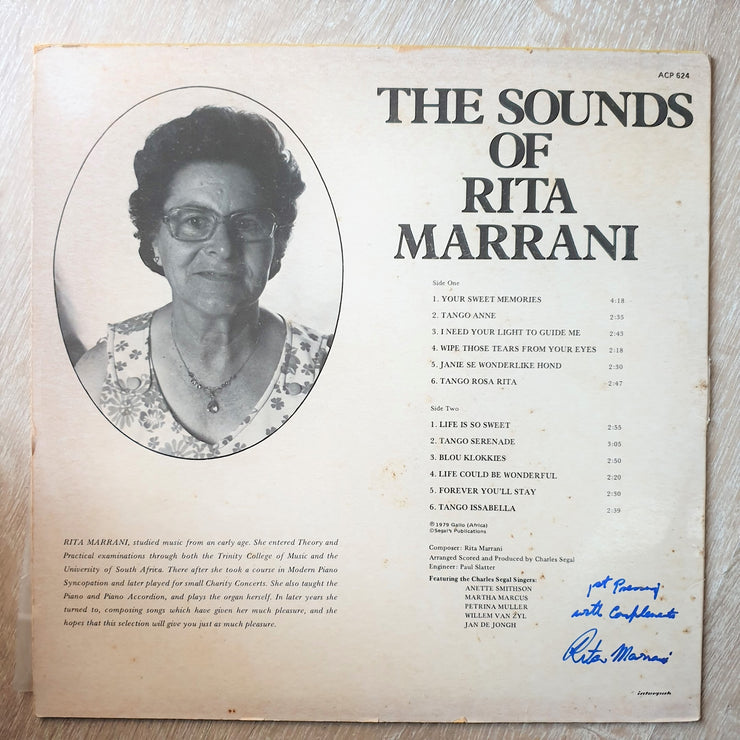 ACP 624
THE SOUNDS
OF
RITA
MARRANI
Side One
1. YOUR SWEET MEMORIES 4:18
2. TANGO ANNE 2:35
3. I NEED YOUR LIGHT TO GUIDE ME 2:43
4. WIPE THOSE TEARS FROM YOUR EYES 2:18
5. JANIE SE WONDERLIKE HOND 2:30
6. TANGO ROSA RITA 2:47
Side Two
1. LIFE IS SO SWEET 2:55
2. TANGO SERENADE 3:05
3. BLOU KLOKKIES 2:50
4. LIFE COULD BE WONDERFUL 2:20
5. FOREVER YOU'LL STAY 2:30
6. TANGO ISSABELLA 2:39
℗ 1979 Gallo (Africa)
© Segal's Publications
Composer: Rita Marrani
Arranged Scored and Produced by Charles Segal
Engineer: Paul Slatter
Featuring the Charles Segal Singers:
ANETTE SMITHSON
MARTHA MARCUS
PETRINA MULLER
WILLEM VAN ZYL
JAN DE JONGH
RITA MARRANI, studied music from an early age. She entered Theory and
Practical examinations through both the Trinity College of Music and the
University of South Africa. There after she took a course in Modern Piano
Syncopation and later played for small Charity Concerts. She also taught the
Piano and Piano Accordion, and plays the organ herself. In later years she
turned to, composing songs which have given her much pleasure, and she
hopes that this selection will give you just as much pleasure.
1st Pressing
with
Rita Marrani